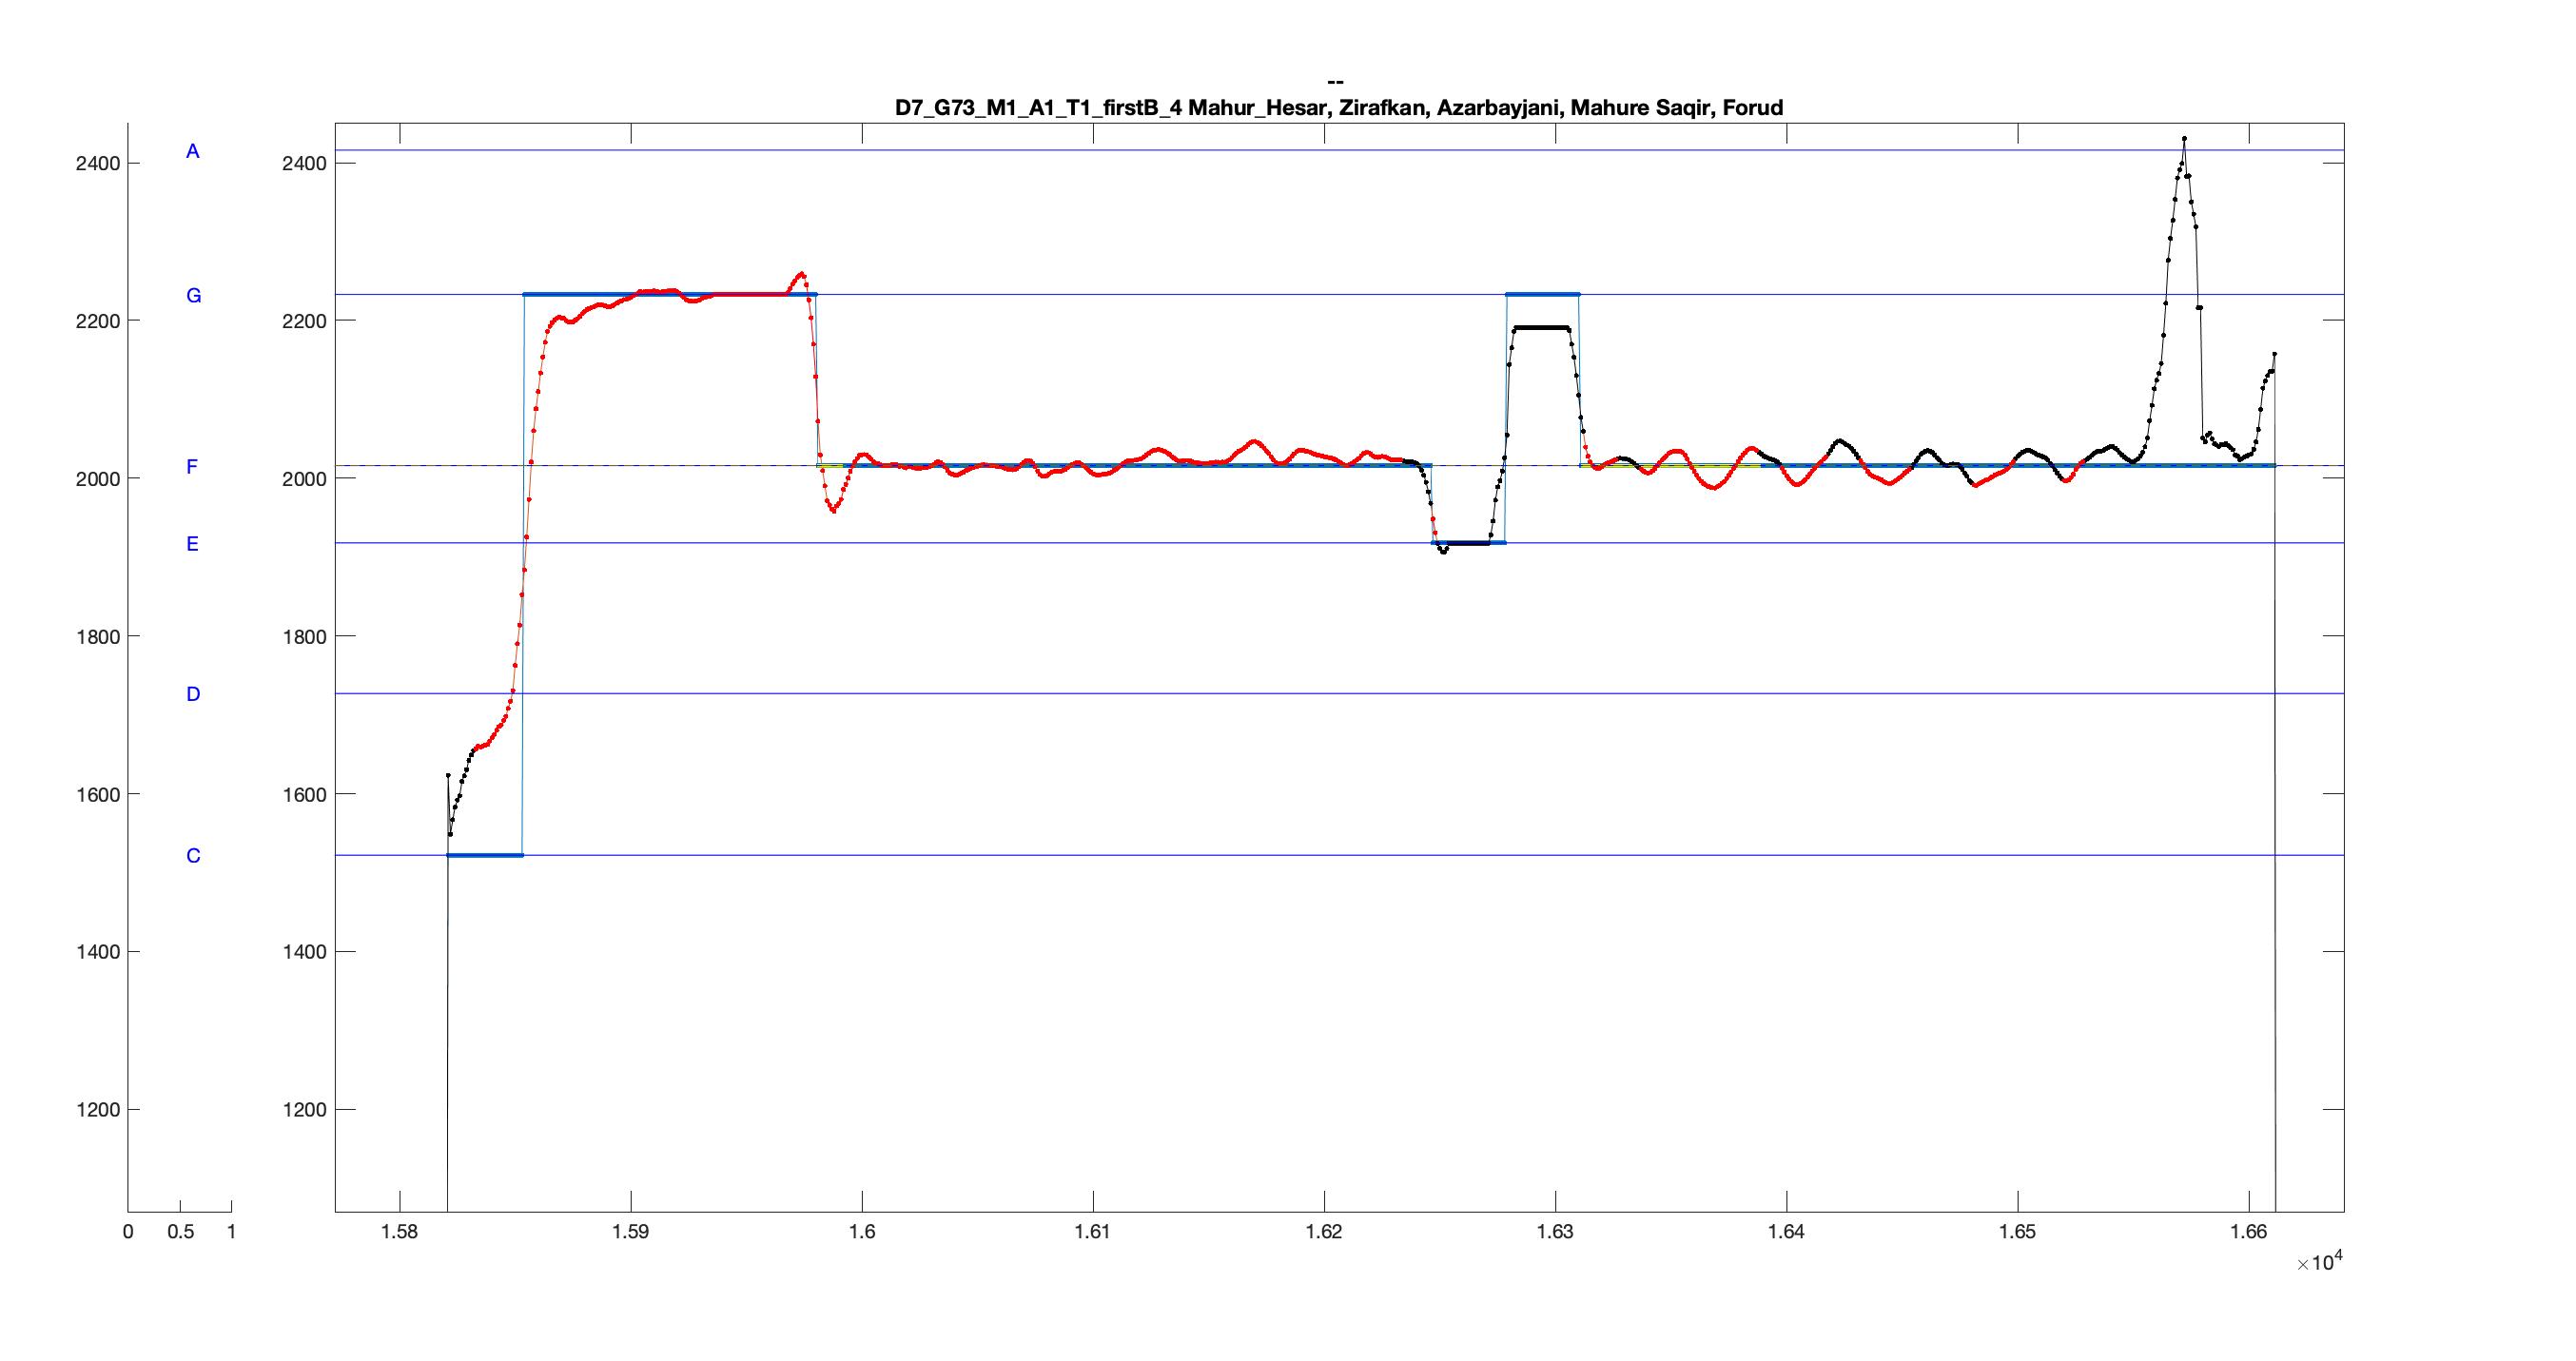 --
D7_G73_M1_A1_T1_firstB_4 Mahur_Hesar, Zirafkan, Azarbayjani, Mahure Saqir, Forud
2400 A 2400
G
2200 2200
F
2000 2000
E
1800 1800
D
1600 1600
C
1400 1400
1200 1200
0 0.5 1 1.58 1.59 1.6 1.61 1.62 1.63 1.64 1.65 1.66
×10^4